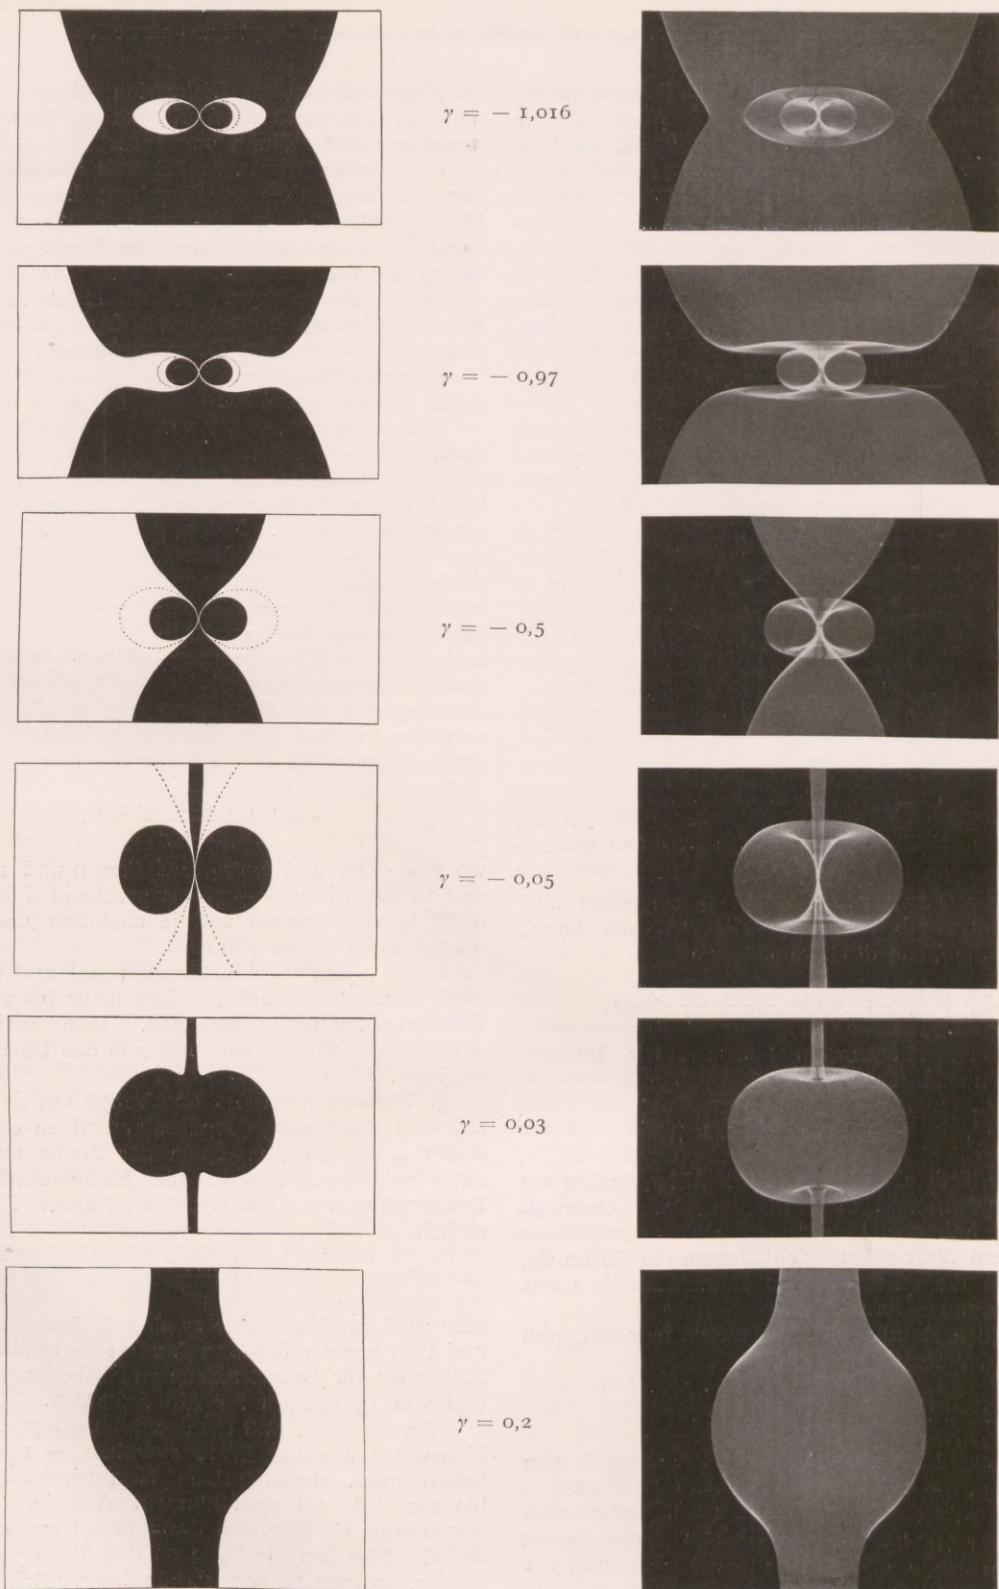 γ = − 1,016
γ = − 0,97
γ = − 0,5
γ = − 0,05
γ = 0,03
γ = 0,2